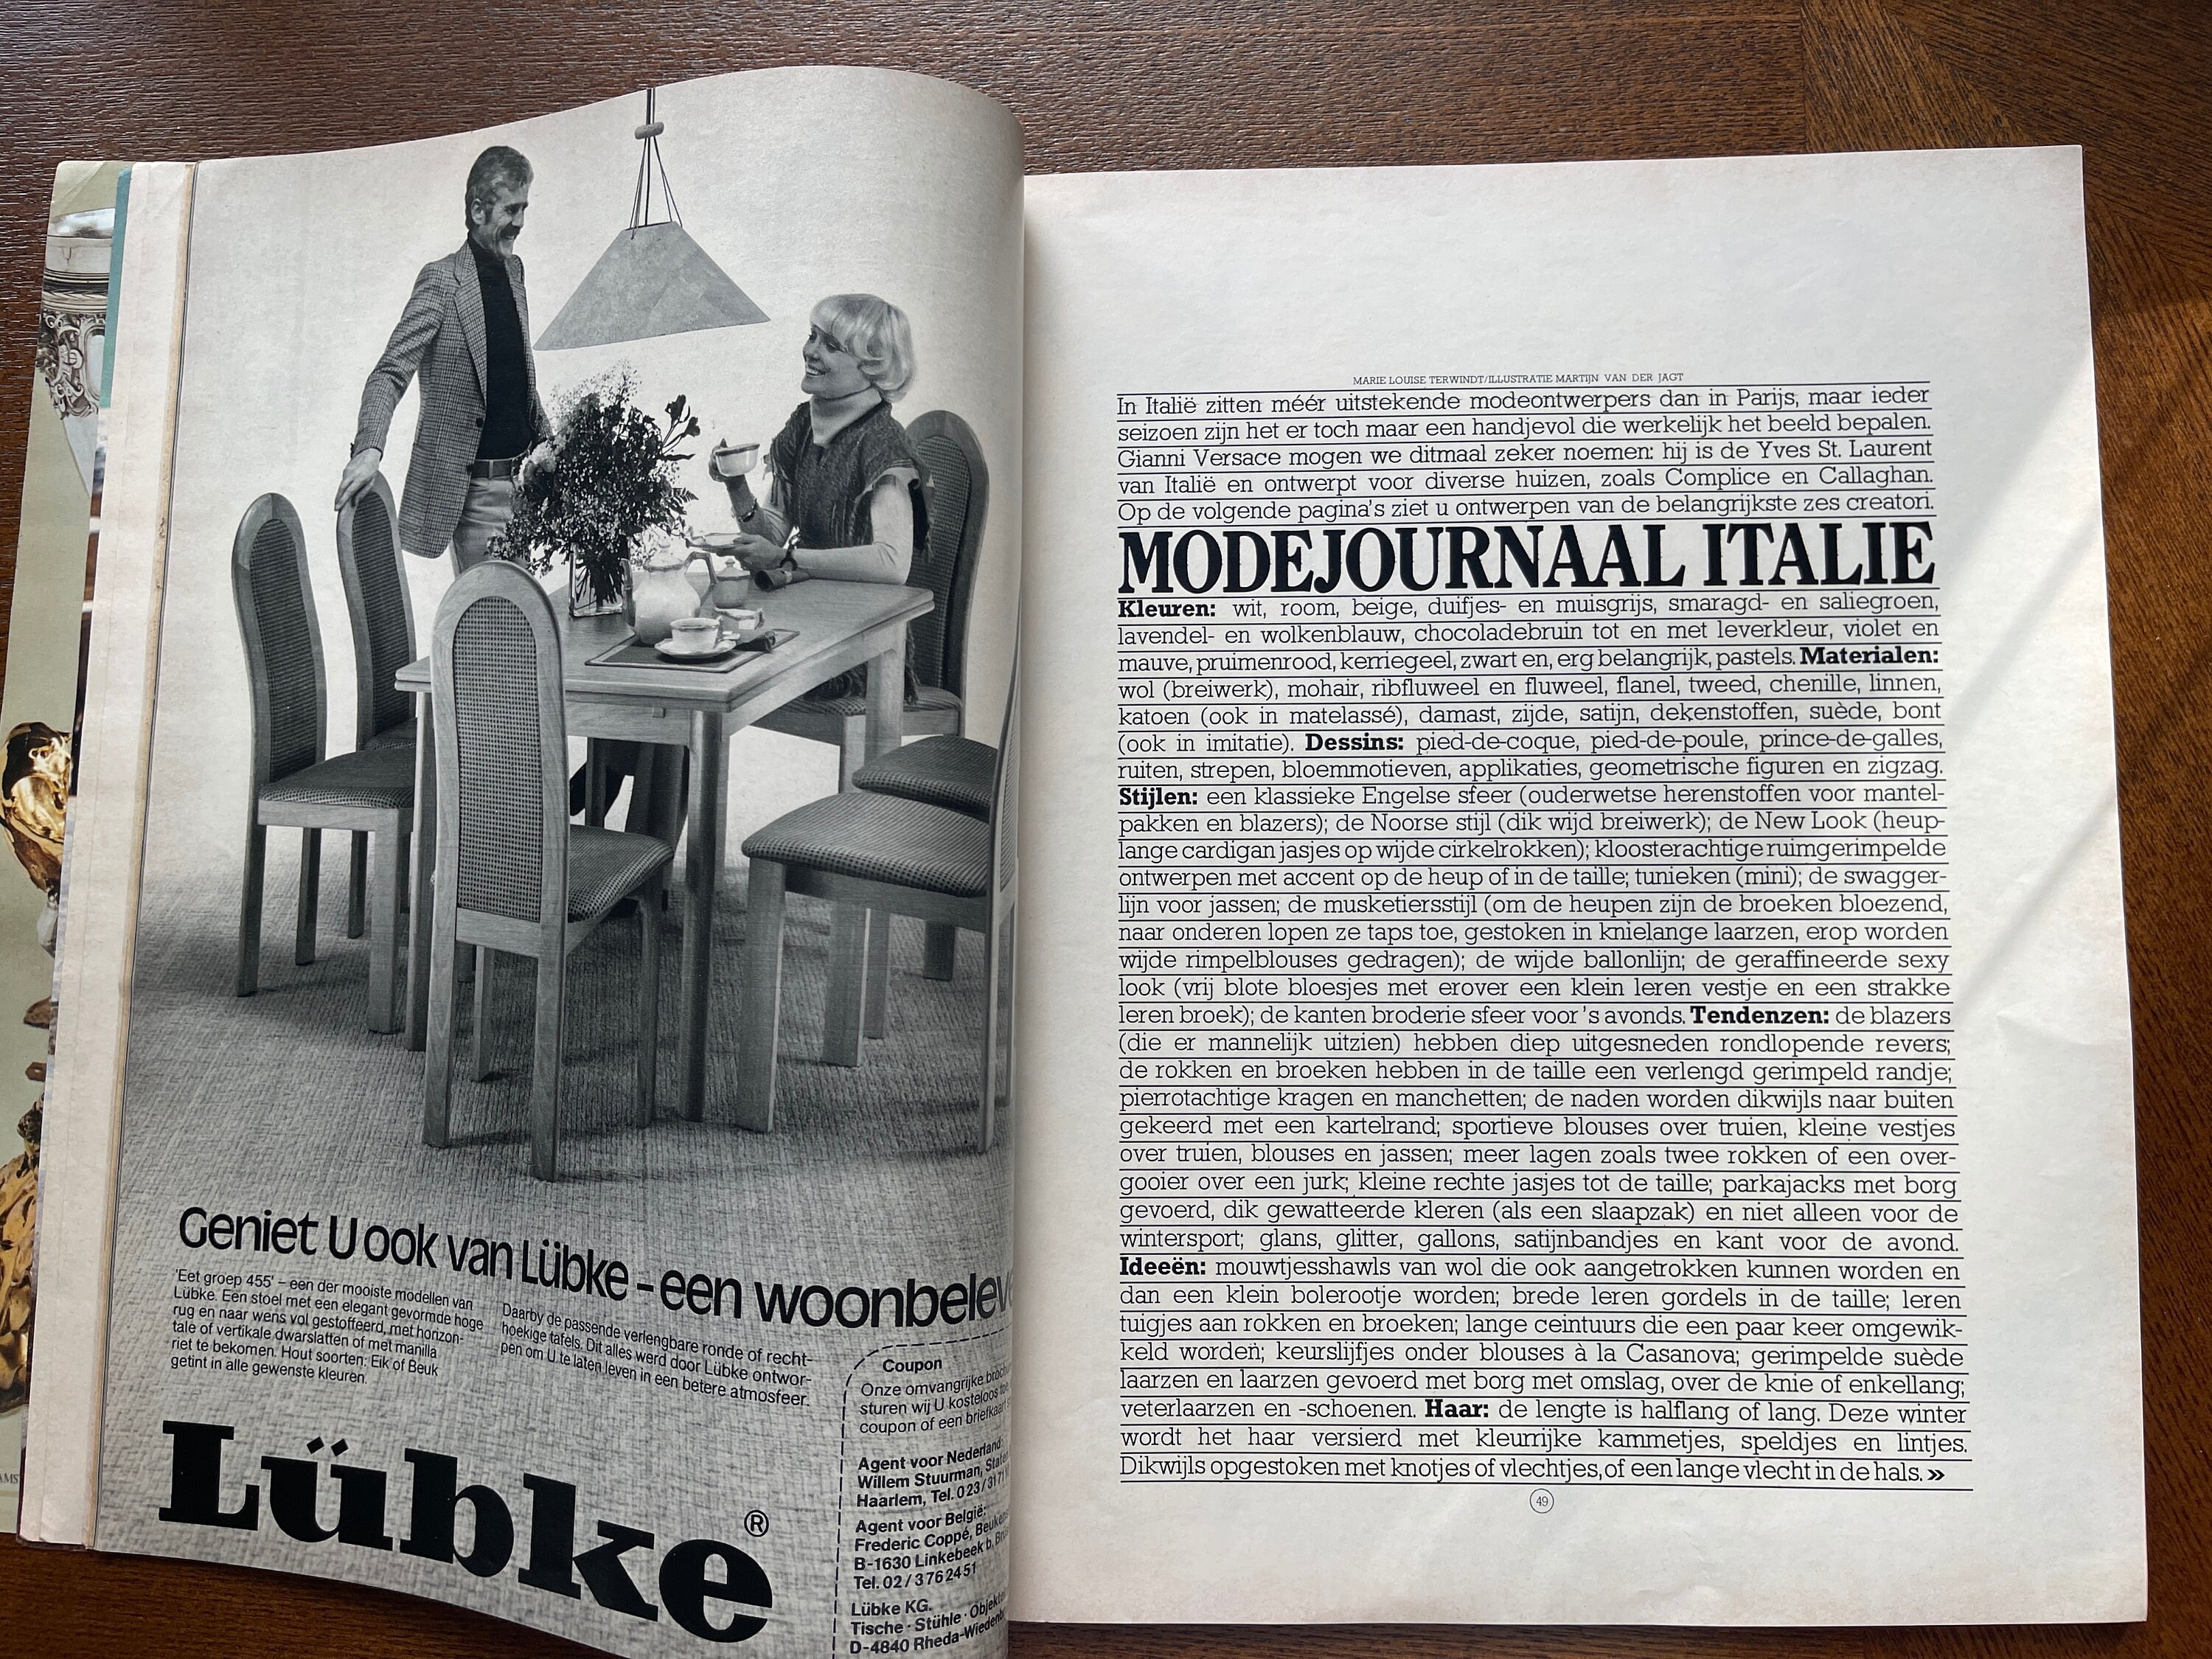 Geniet U ook van Lübke – een woonbelev
'Eet groep 455' – een der mooiste modellen van
Lübke. Een stoel met een elegant gevormde hoge
rug en naar wens vol gestoffeerd, met horizon-
tale of vertikale dwarslatten of met manilla
riet te bekomen. Hout soorten: Eik of Beuk
getint in alle gewenste kleuren.
Daarby de passende verlengbare ronde of recht-
hoekige tafels. Dit alles werd door Lübke ontwor-
pen om U te laten leven in een betere atmosfeer.
Lübke®
Coupon
Onze omvangrijke
sturen wij U kosteloos
coupon of een briefkaart
Agent voor Nederland:
Willem Stuurman,
Haarlem, Tel. 023/
Agent voor België:
Frederic Coppé,
B-1630 Linkebeek b.
Tel. 02/3762451
Lübke KG.
Tische · Stühle ·
D-4840 Rheda-
MARIE LOUISE TERWINDT/ILLUSTRATIE MARTIJN VAN DER JAGT
In Italië zitten méér uitstekende modeontwerpers dan in Parijs, maar ieder
seizoen zijn het er toch maar een handjevol die werkelijk het beeld bepalen.
Gianni Versace mogen we ditmaal zeker noemen: hij is de Yves St. Laurent
van Italië en ontwerpt voor diverse huizen, zoals Complice en Callaghan.
Op de volgende pagina's ziet u ontwerpen van de belangrijkste zes creatori.
MODEJOURNAAL ITALIE
Kleuren: wit, room, beige, duifjes- en muisgrijs, smaragd- en saliegroen,
lavendel- en wolkenblauw, chocoladebruin tot en met leverkleur, violet en
mauve, pruimenrood, kerriegeel, zwart en, erg belangrijk, pastels. Materialen:
wol (breiwerk), mohair, ribfluweel en fluweel, flanel, tweed, chenille, linnen,
katoen (ook in matelassé), damast, zijde, satijn, dekenstoffen, suède, bont
(ook in imitatie). Dessins: pied-de-coque, pied-de-poule, prince-de-galles,
ruiten, strepen, bloemmotieven, applikaties, geometrische figuren en zigzag.
Stijlen: een klassieke Engelse sfeer (ouderwetse herenstoffen voor mantel-
pakken en blazers); de Noorse stijl (dik wijd breiwerk); de New Look (heup-
lange cardigan jasjes op wijde cirkelrokken); kloosterachtige ruimgerimpelde
ontwerpen met accent op de heup of in de taille; tunieken (mini); de swagger-
lijn voor jassen; de musketiersstijl (om de heupen zijn de broeken bloezend,
naar onderen lopen ze taps toe, gestoken in knielange laarzen, erop worden
wijde rimpelblouses gedragen); de wijde ballonlijn; de geraffineerde sexy
look (vrij blote bloesjes met erover een klein leren vestje en een strakke
leren broek); de kanten broderie sfeer voor 's avonds. Tendenzen: de blazers
(die er mannelijk uitzien) hebben diep uitgesneden rondlopende revers;
de rokken en broeken hebben in de taille een verlengd gerimpeld randje;
pierrotachtige kragen en manchetten; de naden worden dikwijls naar buiten
gekeerd met een kartelrand; sportieve blouses over truien, kleine vestjes
over truien, blouses en jassen; meer lagen zoals twee rokken of een over-
gooier over een jurk; kleine rechte jasjes tot de taille; parkajacks met borg
gevoerd, dik gewatteerde kleren (als een slaapzak) en niet alleen voor de
wintersport; glans, glitter, gallons, satijnbandjes en kant voor de avond.
Ideeën: mouwtjesshawls van wol die ook aangetrokken kunnen worden en
dan een klein bolerootje worden; brede leren gordels in de taille; leren
tuigjes aan rokken en broeken; lange ceintuurs die een paar keer omgewik-
keld worden; keurslijfjes onder blouses à la Casanova; gerimpelde suède
laarzen en laarzen gevoerd met borg met omslag, over de knie of enkellang;
veterlaarzen en -schoenen. Haar: de lengte is halflang of lang. Deze winter
wordt het haar versierd met kleurrijke kammetjes, speldjes en lintjes.
Dikwijls opgestoken met knotjes of vlechtjes, of een lange vlecht in de hals. »
49